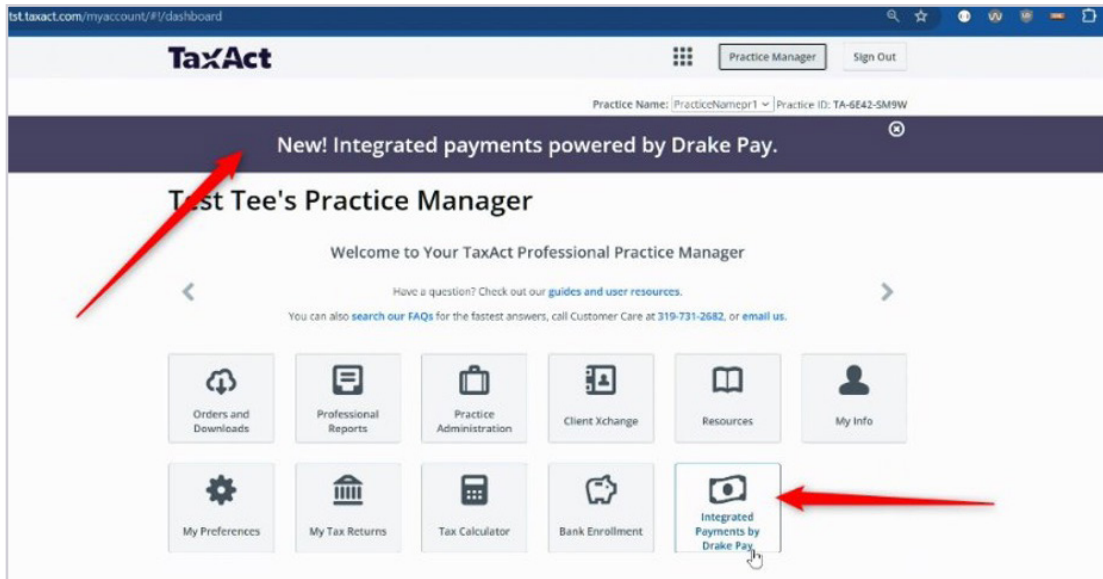 tst.taxact.com/myaccount/#!/dashboard
TaxAct
Practice Manager
Sign Out
Practice Name: PracticeNamepr1 Practice ID: TA-6E42-SM9W
New! Integrated payments powered by Drake Pay.
Test Tee's Practice Manager
Welcome to Your TaxAct Professional Practice Manager
Have a question? Check out our guides and user resources.
You can also search our FAQs for the fastest answers, call Customer Care at 319-731-2682, or email us.
Orders and
Downloads
Professional
Reports
Practice
Administration
Client Xchange
Resources
My Info
My Preferences
My Tax Returns
Tax Calculator
Bank Enrollment
Integrated
Payments by
Drake Pay